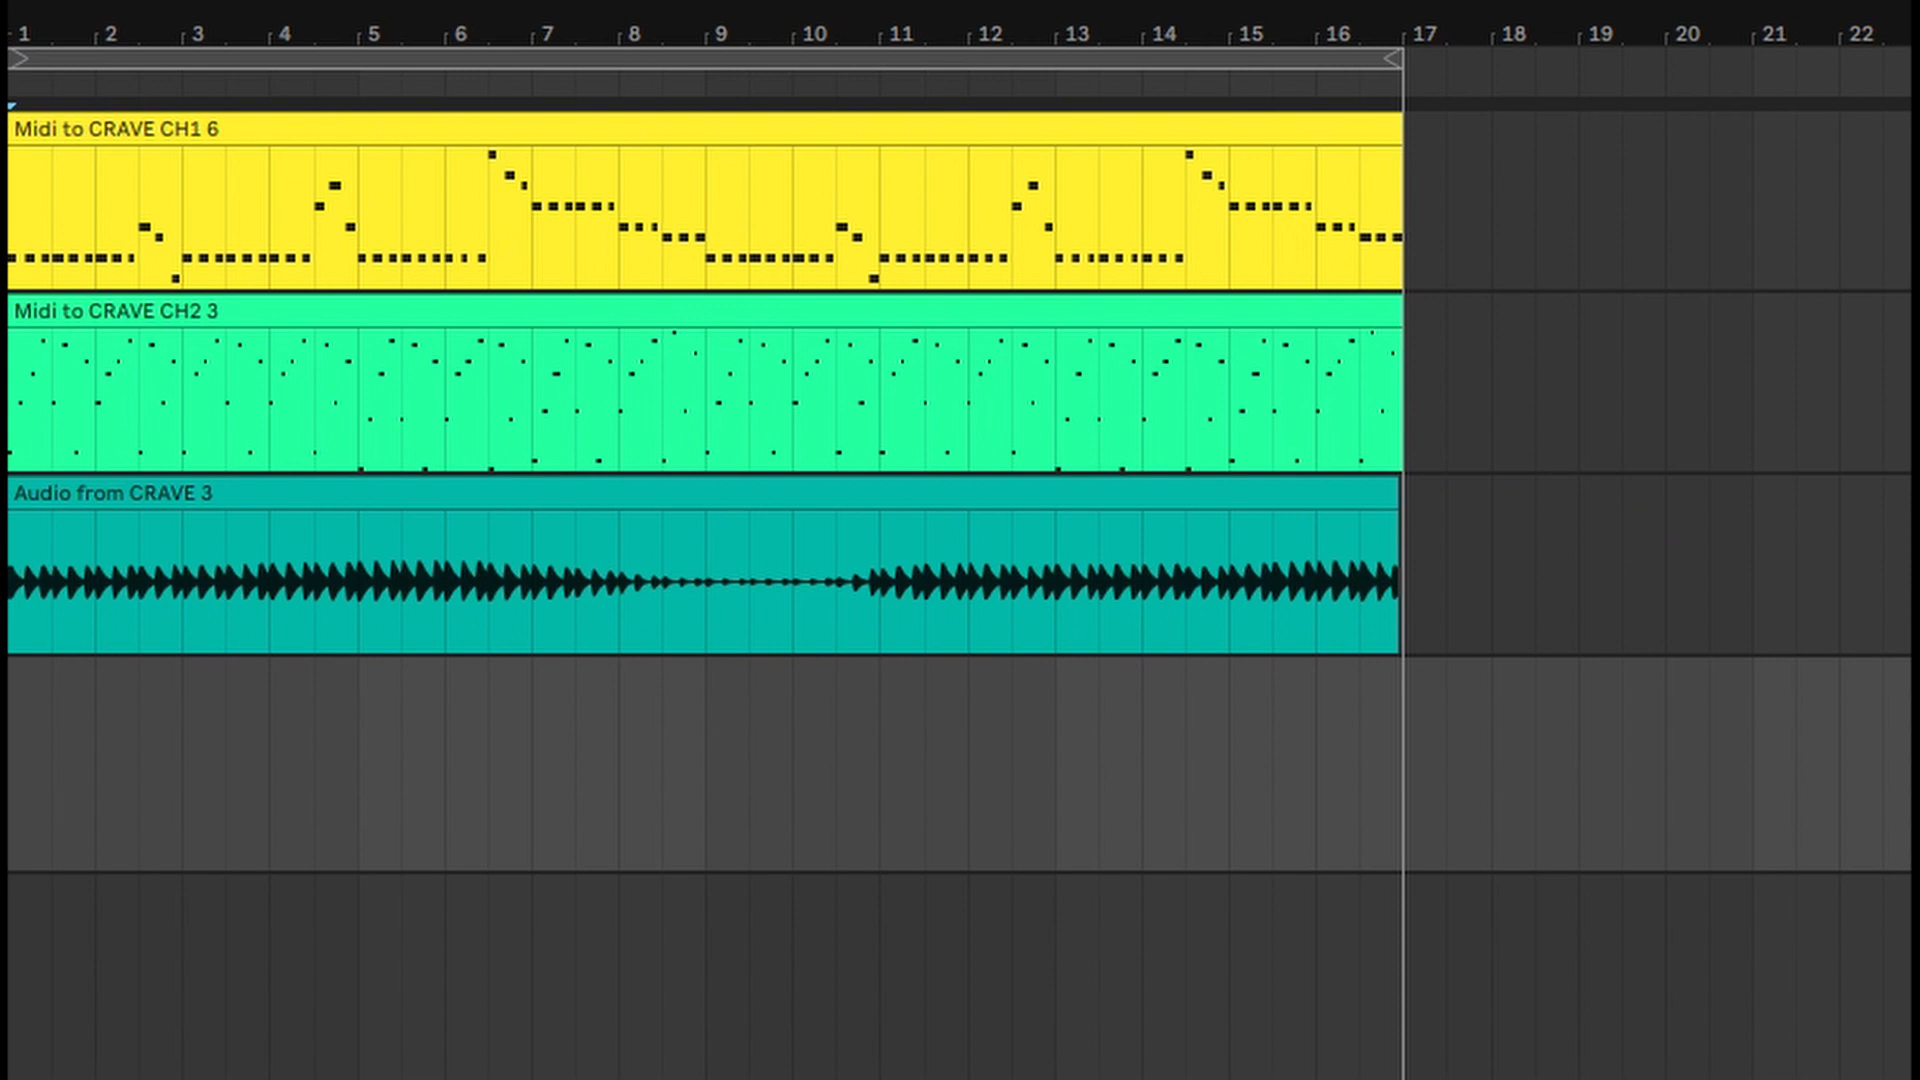 1 2 3 4 5 6 7 8 9 10 11 12 13 14 15 16 17 18 19 20 21 22
Midi to CRAVE CH1 6
Midi to CRAVE CH2 3
Audio from CRAVE 3